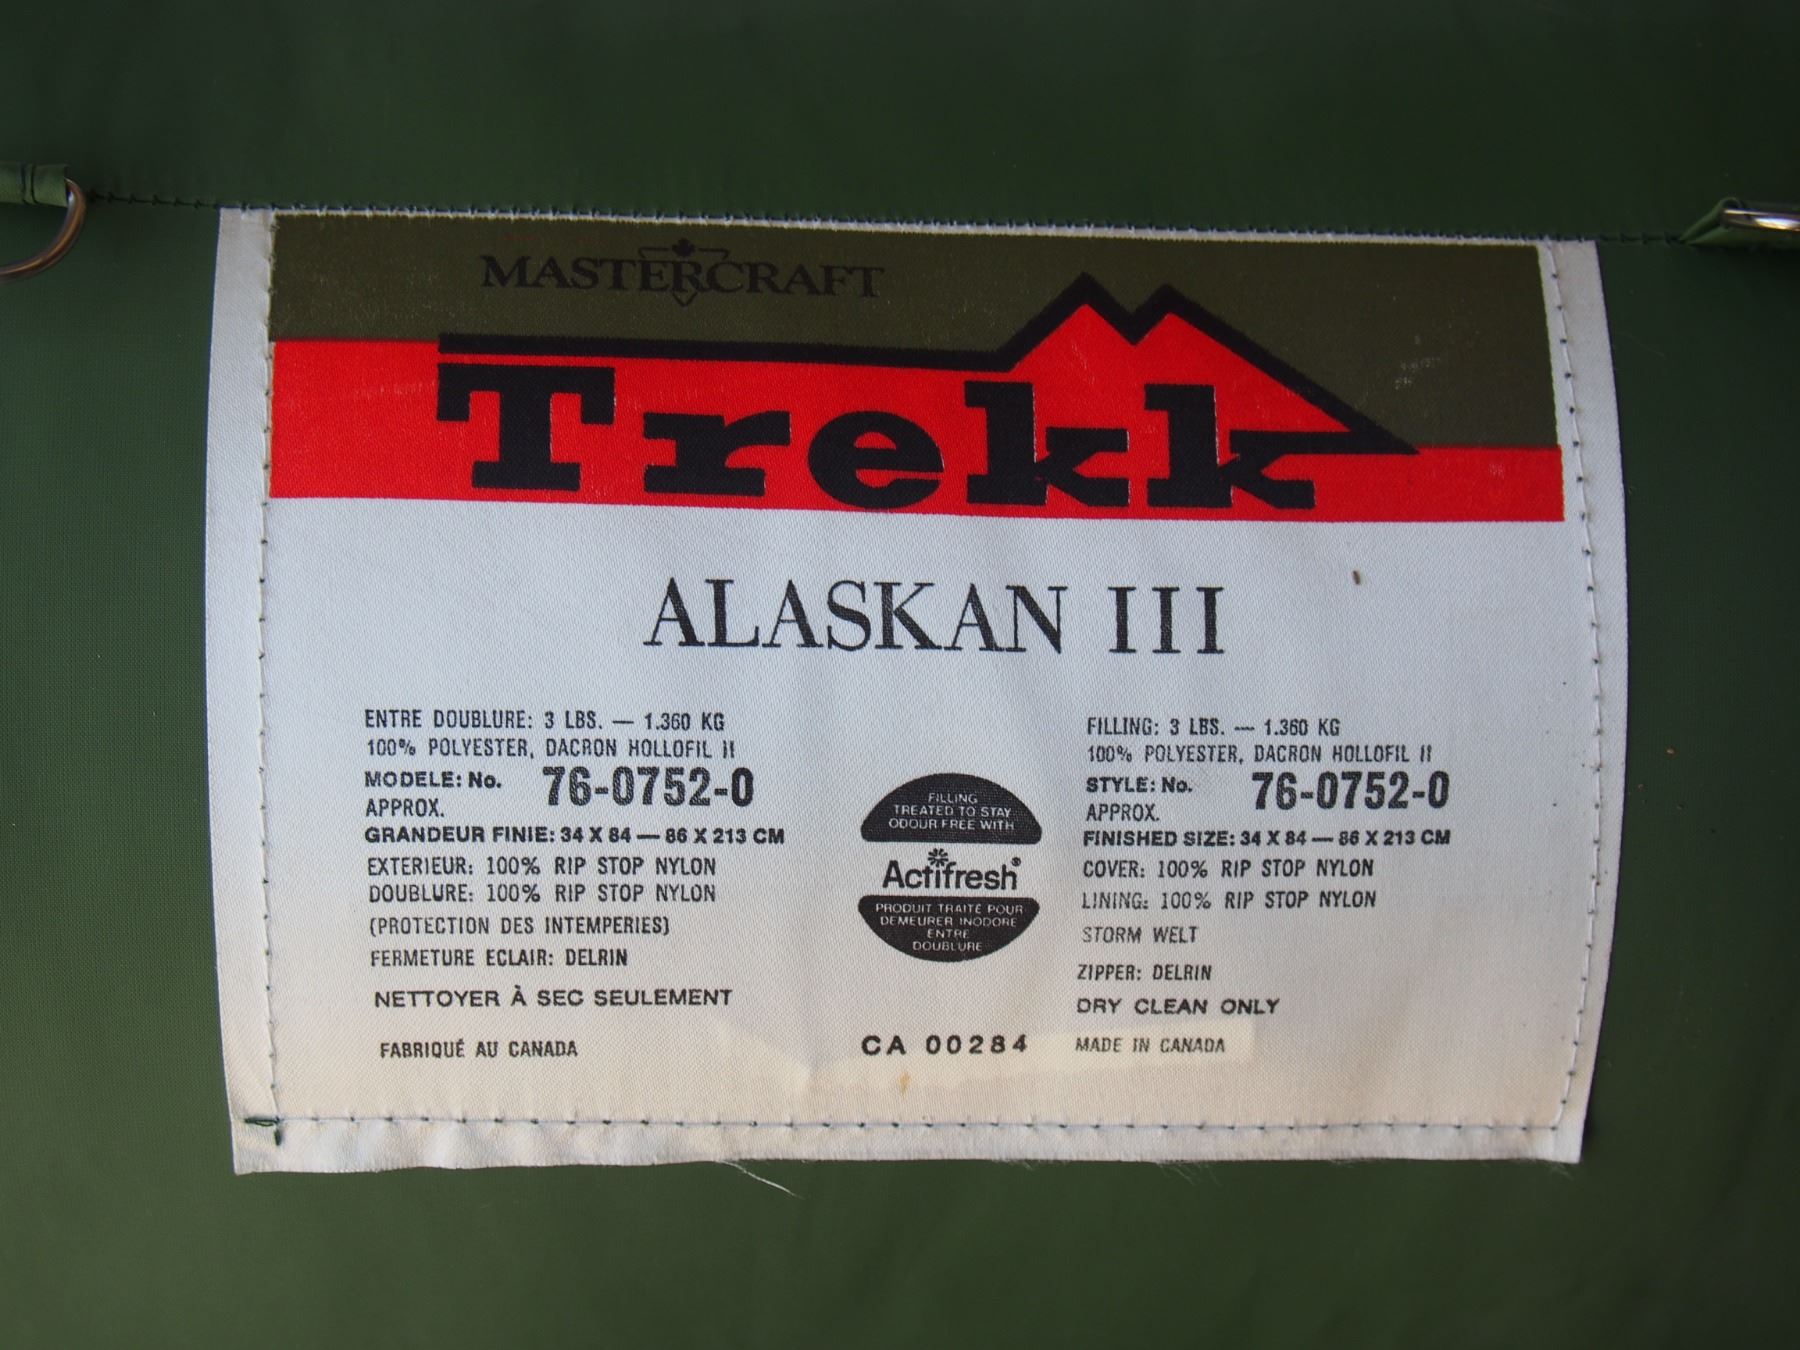 MASTERCRAFT
Trekk
ALASKAN III
ENTRE DOUBLURE: 3 LBS. — 1.360 KG
100% POLYESTER, DACRON HOLLOFIL II
MODELE: No. 76-0752-0
APPROX.
GRANDEUR FINIE: 34 X 84 — 86 X 213 CM
EXTERIEUR: 100% RIP STOP NYLON
DOUBLURE: 100% RIP STOP NYLON
(PROTECTION DES INTEMPERIES)
FERMETURE ECLAIR: DELRIN
NETTOYER À SEC SEULEMENT
FABRIQUÉ AU CANADA
FILLING
TREATED TO STAY
ODOUR FREE WITH
Actifresh®
PRODUIT TRAITÉ POUR
DEMEURER INODORE
ENTRE
DOUBLURE
CA 00284
FILLING: 3 LBS. — 1.360 KG
100% POLYESTER, DACRON HOLLOFIL II
STYLE: No. 76-0752-0
APPROX.
FINISHED SIZE: 34 X 84 — 86 X 213 CM
COVER: 100% RIP STOP NYLON
LINING: 100% RIP STOP NYLON
STORM WELT
ZIPPER: DELRIN
DRY CLEAN ONLY
MADE IN CANADA